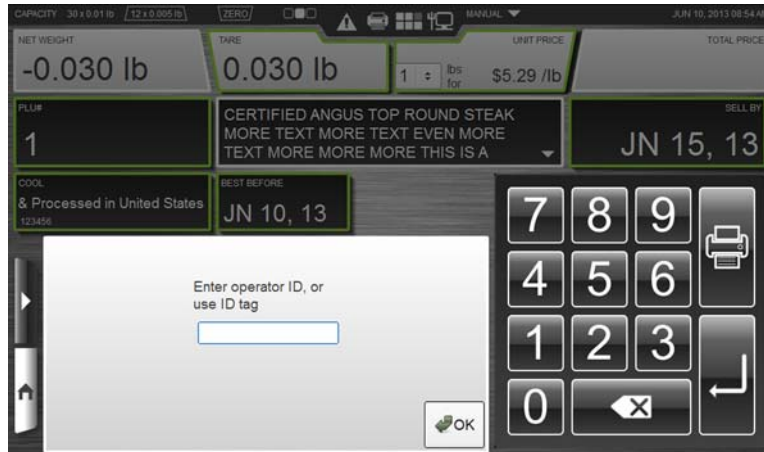 CAPACITY 30 x 0.01 lb 12 x 0.005 lb ZERO MANUAL JUN 10, 2013 08:54 AM
NET WEIGHT TARE UNIT PRICE TOTAL PRICE
-0.030 lb 0.030 lb 1 lbs for $5.29 /lb
PLU# SELL BY
1 JN 15, 13
CERTIFIED ANGUS TOP ROUND STEAK
MORE TEXT MORE TEXT EVEN MORE
TEXT MORE MORE MORE THIS IS A
COOL BEST BEFORE
& Processed in United States JN 10, 13
123456
Enter operator ID, or
use ID tag
OK
7 8 9
4 5 6
1 2 3
0